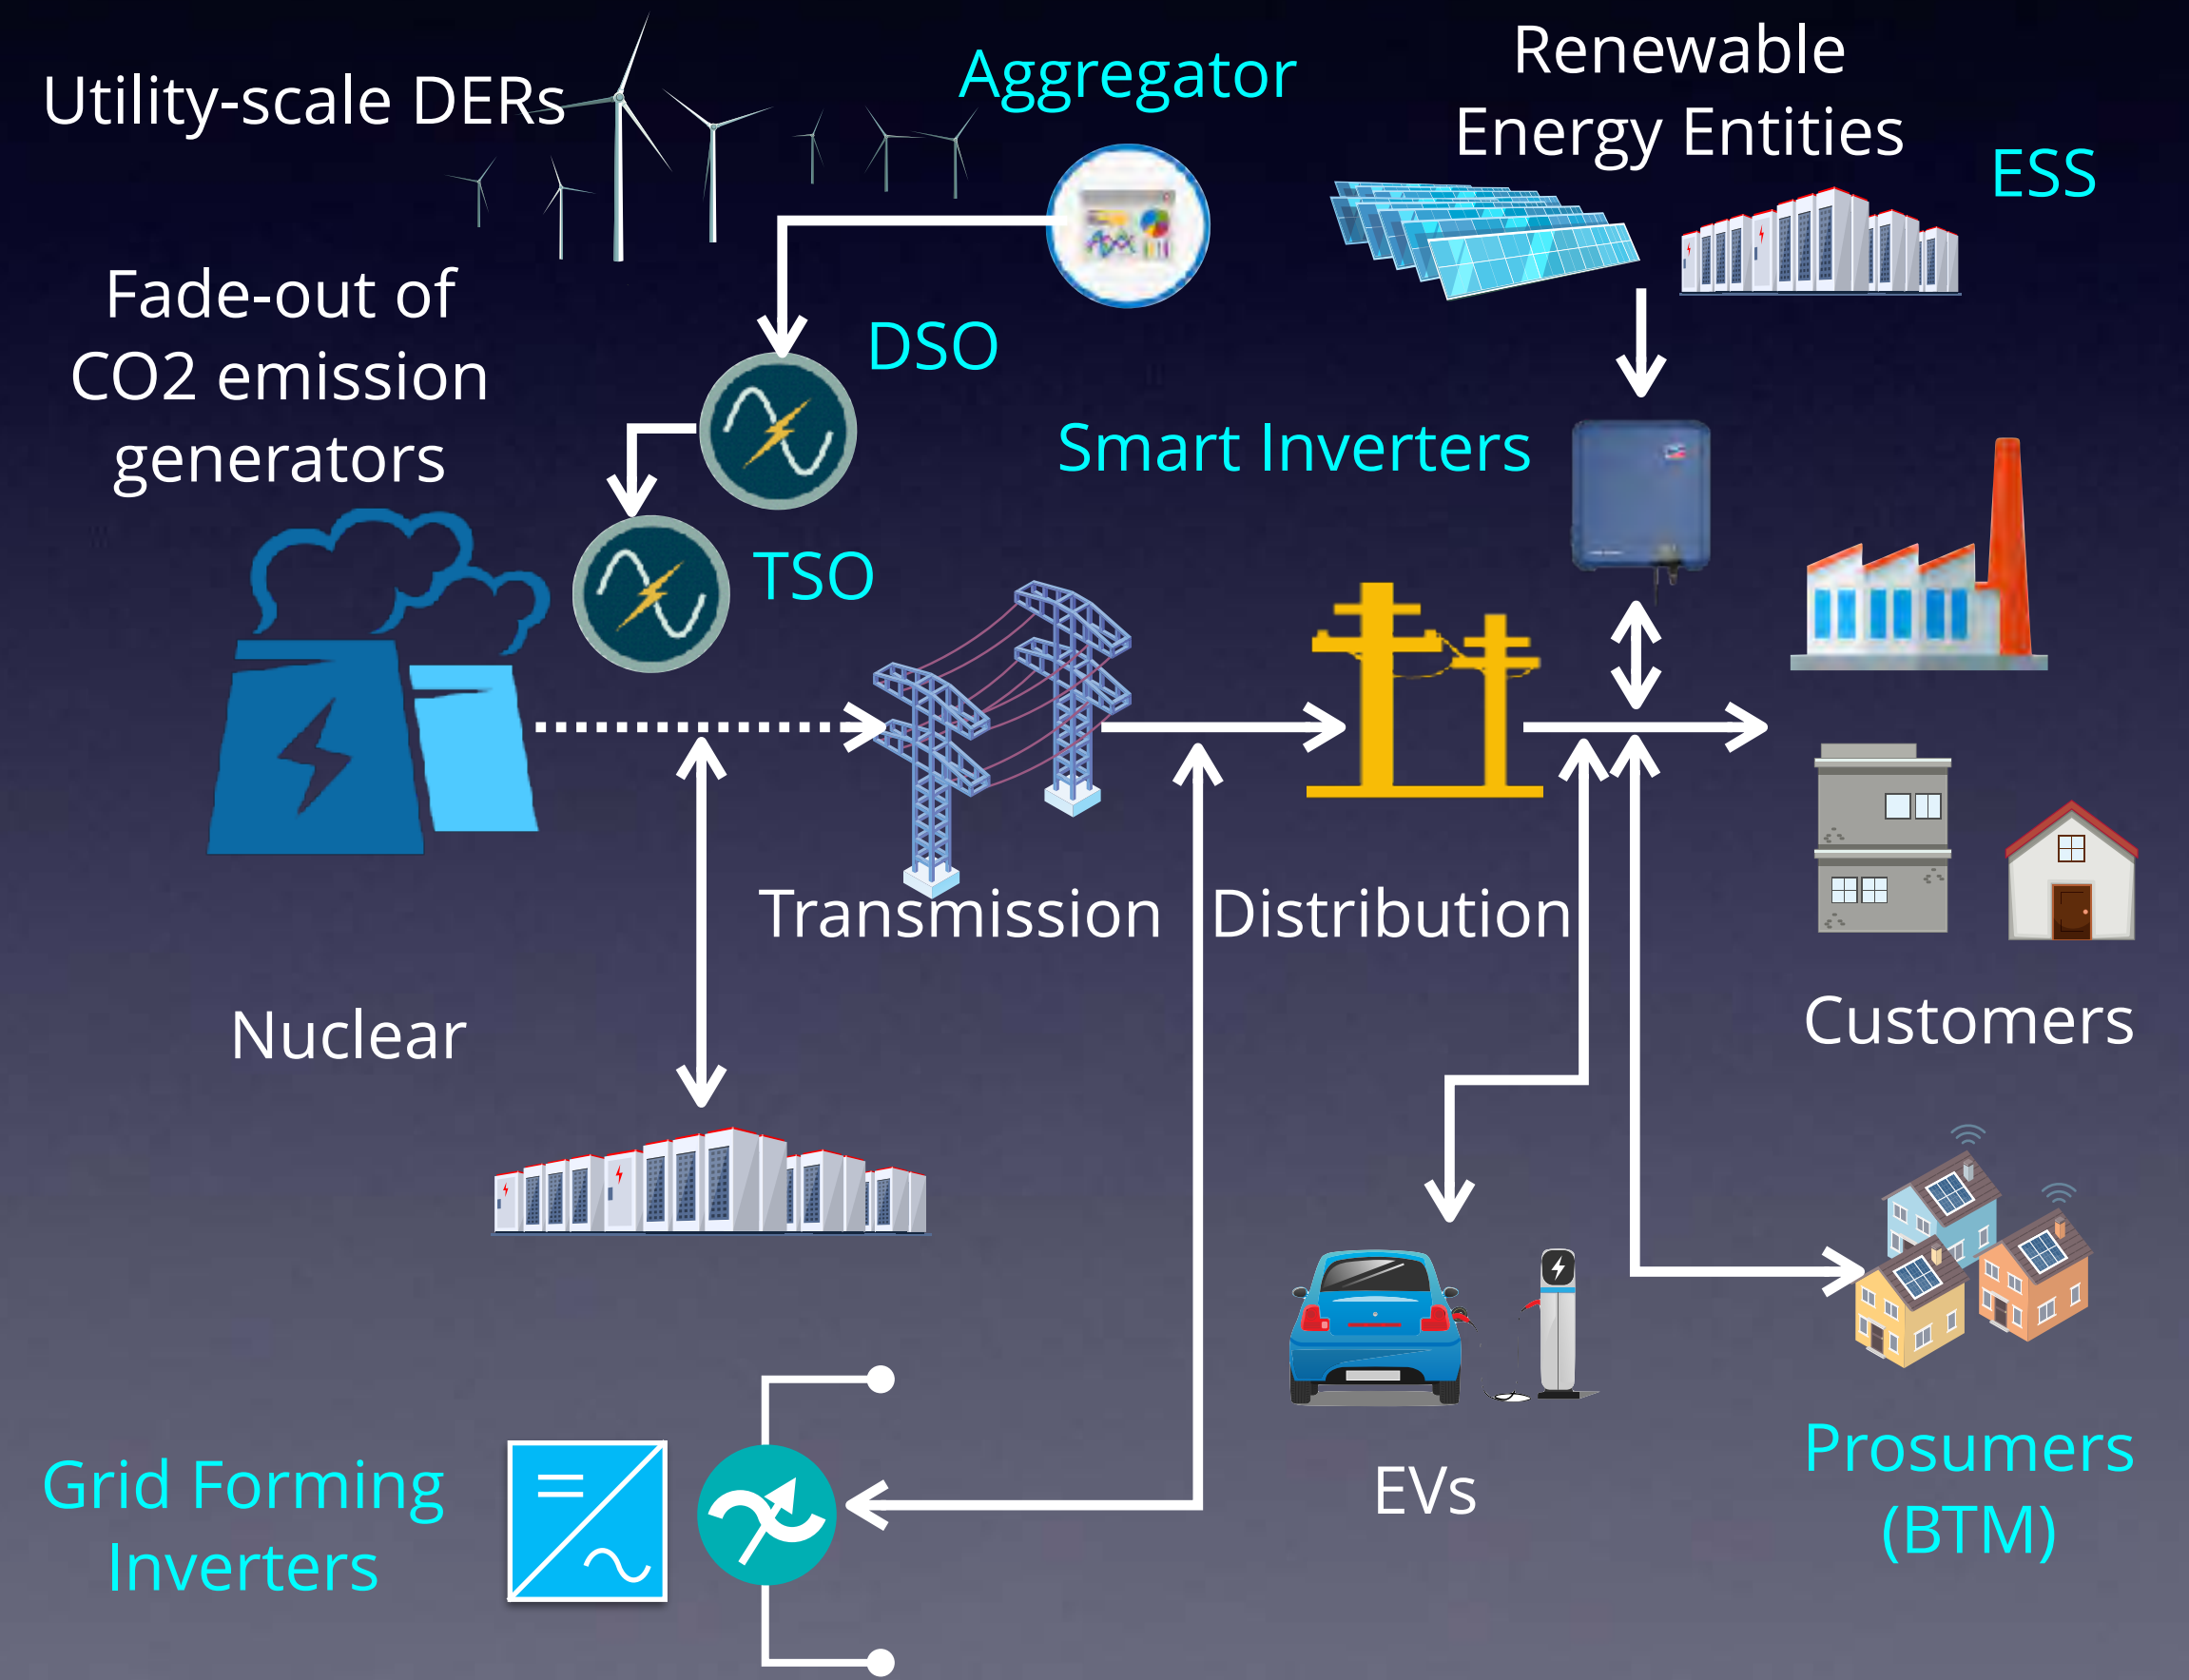 Utility-scale DERs
Aggregator
Renewable
Energy Entities
ESS
Fade-out of
CO2 emission
generators
DSO
Smart Inverters
TSO
Transmission
Distribution
Nuclear
Customers
EVs
Prosumers
(BTM)
Grid Forming
Inverters